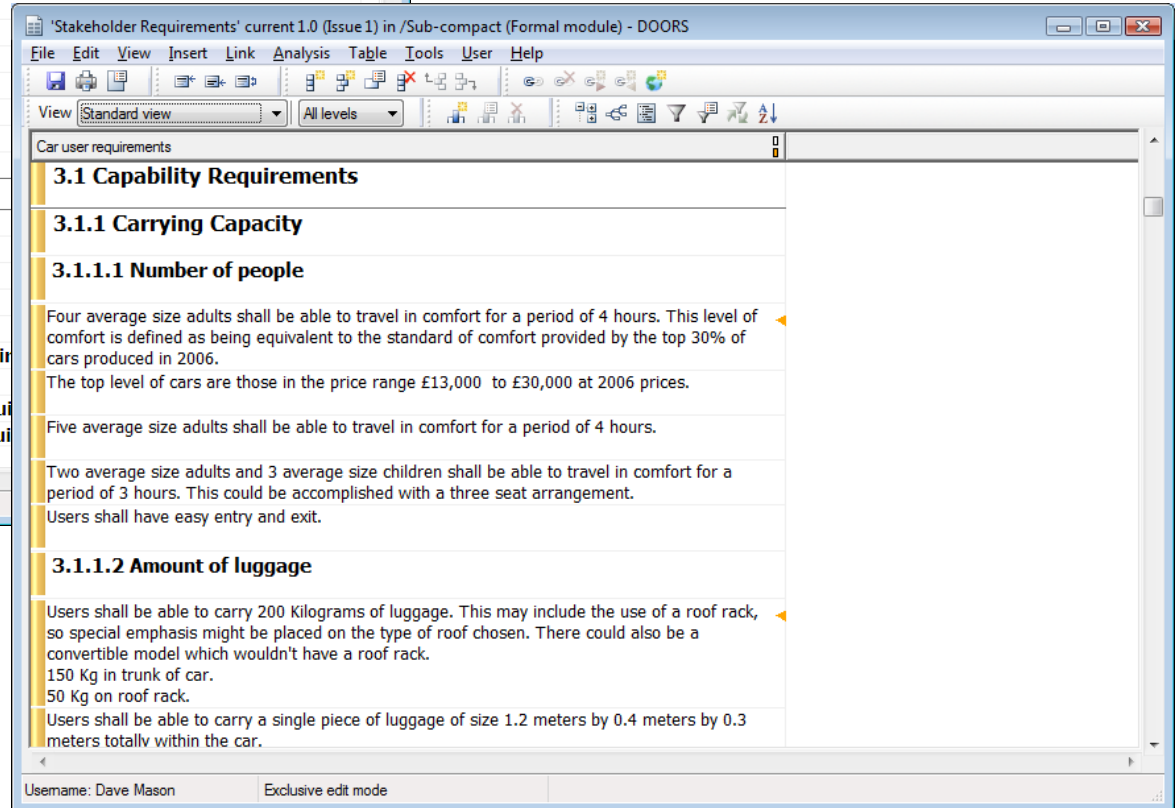 'Stakeholder Requirements' current 1.0 (Issue 1) in /Sub-compact (Formal module) - DOORS
File Edit View Insert Link Analysis Table Tools User Help
View Standard view All levels
Car user requirements
3.1 Capability Requirements
3.1.1 Carrying Capacity
3.1.1.1 Number of people
Four average size adults shall be able to travel in comfort for a period of 4 hours. This level of
comfort is defined as being equivalent to the standard of comfort provided by the top 30% of
cars produced in 2006.
The top level of cars are those in the price range £13,000  to £30,000 at 2006 prices.
Five average size adults shall be able to travel in comfort for a period of 4 hours.
Two average size adults and 3 average size children shall be able to travel in comfort for a
period of 3 hours. This could be accomplished with a three seat arrangement.
Users shall have easy entry and exit.
3.1.1.2 Amount of luggage
Users shall be able to carry 200 Kilograms of luggage. This may include the use of a roof rack,
so special emphasis might be placed on the type of roof chosen. There could also be a
convertible model which wouldn't have a roof rack.
150 Kg in trunk of car.
50 Kg on roof rack.
Users shall be able to carry a single piece of luggage of size 1.2 meters by 0.4 meters by 0.3
meters totally within the car.
Username: Dave Mason Exclusive edit mode